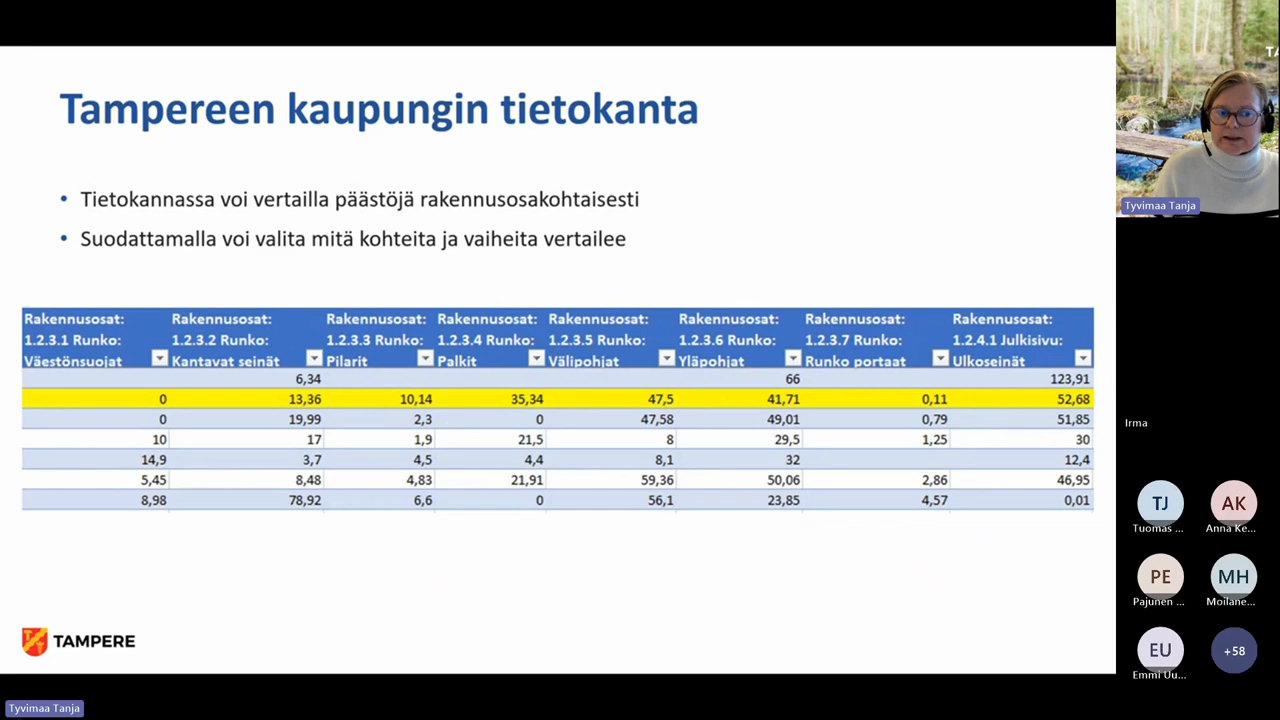 Tampereen kaupungin tietokanta
• Tietokannassa voi vertailla päästöjä rakennusosakohtaisesti
• Suodattamalla voi valita mitä kohteita ja vaiheita vertailee
Rakennusosat: Rakennusosat: Rakennusosat: Rakennusosat: Rakennusosat: Rakennusosat: Rakennusosat: Rakennusosat:
1.2.3.1 Runko: 1.2.3.2 Runko: 1.2.3.3 Runko: 1.2.3.4 Runko: 1.2.3.5 Runko: 1.2.3.6 Runko: 1.2.3.7 Runko: 1.2.4.1 Julkisivu:
Väestönsuojat Kantavat seinät Pilarit Palkit Välipohjat Yläpohjat Runko portaat Ulkoseinät
6,34 66 123,91
0 13,36 10,14 35,34 47,5 41,71 0,11 52,68
0 19,99 2,3 0 47,58 49,01 0,79 51,85
10 17 1,9 21,5 8 29,5 1,25 30
14,9 3,7 4,5 4,4 8,1 32 12,4
5,45 8,48 4,83 21,91 59,36 50,06 2,86 46,95
8,98 78,92 6,6 0 56,1 23,85 4,57 0,01
TAMPERE
Tyvimaa Tanja
TA
Tyvimaa Tanja
Irma
TJ AK
Tuomas ... Anna Ke...
PE MH
Pajunen ... Moilane...
EU +58
Emmi Uu...